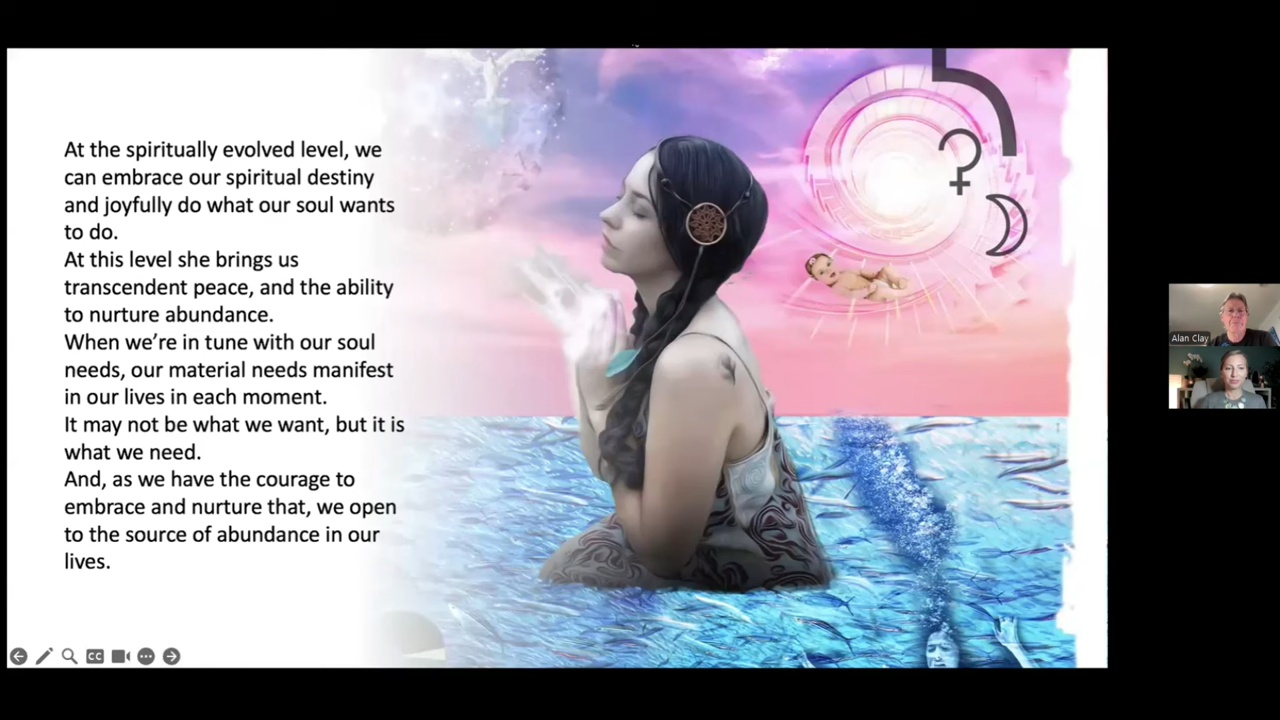 At the spiritually evolved level, we
can embrace our spiritual destiny
and joyfully do what our soul wants
to do.
At this level she brings us
transcendent peace, and the ability
to nurture abundance.
When we’re in tune with our soul
needs, our material needs manifest
in our lives in each moment.
It may not be what we want, but it is
what we need.
And, as we have the courage to
embrace and nurture that, we open
to the source of abundance in our
lives.
Alan Clay
CC